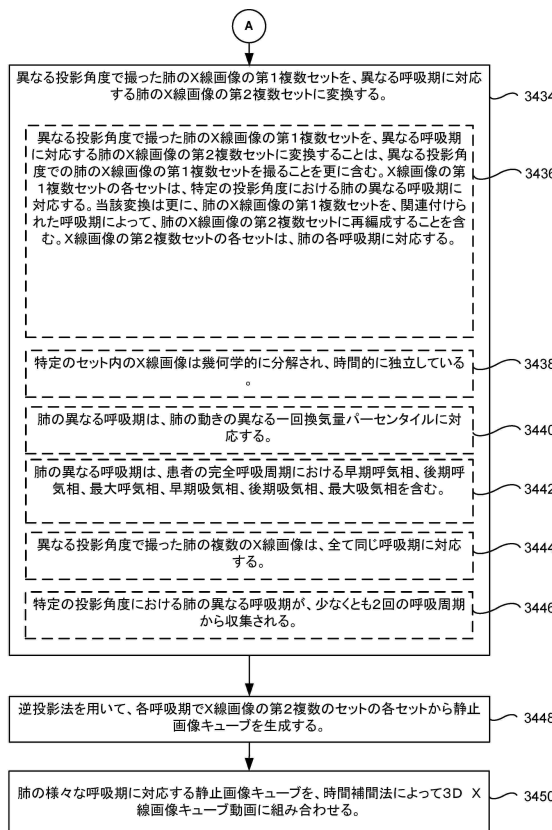 A
異なる投影角度で撮った肺のX線画像の第1複数セットを、異なる呼吸期に対応
する肺のX線画像の第2複数セットに変換する。
3434
異なる投影角度で撮った肺のX線画像の第1複数セットを、異なる呼吸期
に対応する肺のX線画像の第2複数セットに変換することは、異なる投影角
度での肺のX線画像の第1複数セットを撮ることを更に含む。X線画像の第
1複数セットの各セットは、特定の投影角度における肺の異なる呼吸期に
対応する。当該変換は更に、肺のX線画像の第1複数セットを、関連付けら
れた呼吸期によって、肺のX線画像の第2複数セットに再編成することを含
む。X線画像の第2複数セットの各セットは、肺の各呼吸期に対応する。
3436
特定のセット内のX線画像は幾何学的に分解され、時間的に独立している
。
3438
肺の異なる呼吸期は、肺の動きの異なる一回換気量パーセンタイルに対
応する。
3440
肺の異なる呼吸期は、患者の完全呼吸周期における早期呼気相、後期呼
気相、最大呼気相、早期吸気相、後期吸気相、最大吸気相を含む。
3442
異なる投影角度で撮った肺の複数のX線画像は、全て同じ呼吸期に対応
する。
3444
特定の投影角度における肺の異なる呼吸期が、少なくとも2回の呼吸周期
から収集される。
3446
逆投影法を用いて、各呼吸期でX線画像の第2複数のセットの各セットから静止
画像キューブを生成する。
3448
肺の様々な呼吸期に対応する静止画像キューブを、時間補間法によって3D X
線画像キューブ動画に組み合わせる。
3450